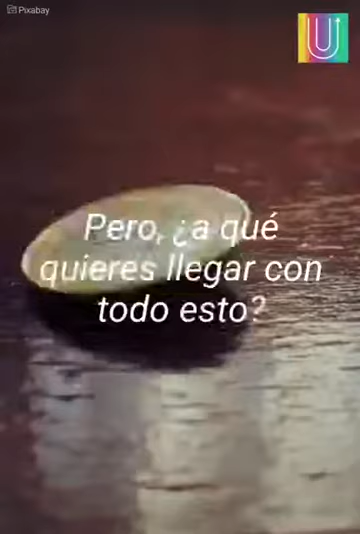 Pixabay
U
Pero, ¿a qué
quieres llegar con
todo esto?